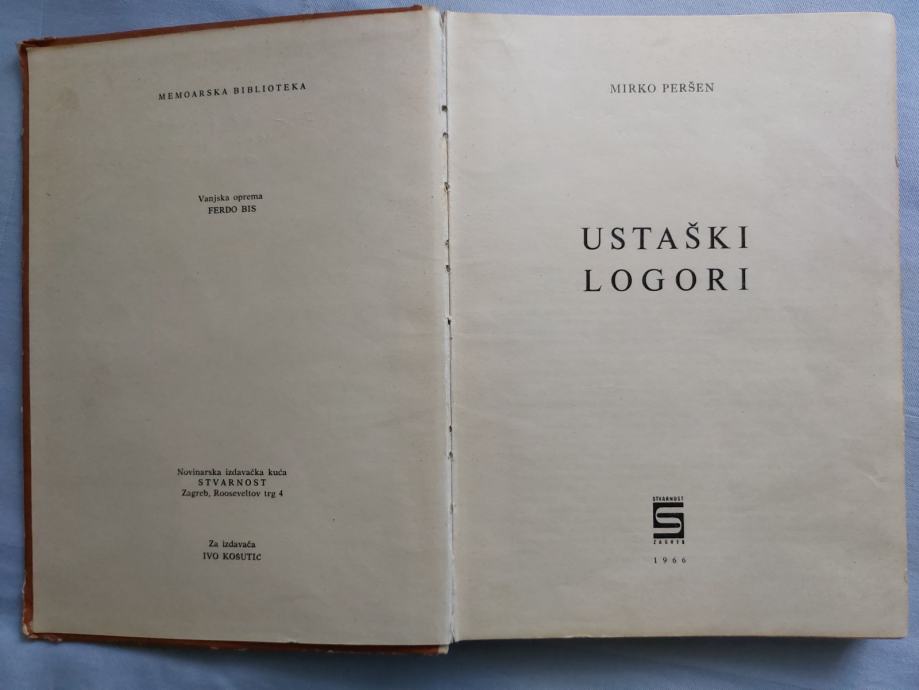 MEMOARSKA BIBLIOTEKA
Vanjska oprema
FERDO BIS
Novinarska izdavačka kuća
STVARNOST
Zagreb, Rooseveltov trg 4
Za izdavača
IVO KOŠUTIĆ
MIRKO PERŠEN
USTAŠKI
LOGORI
STVARNOST
ZAGREB
1966